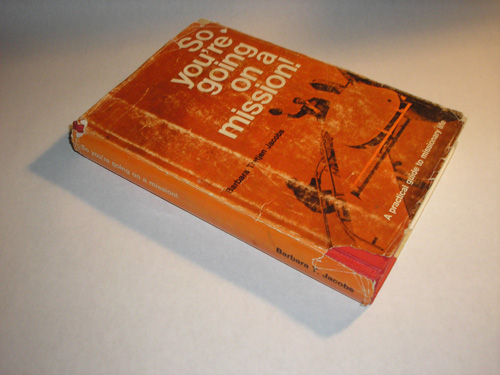 So
you're
going
on a
mission!
Barbara Tietjen Jacobs
A practical guide to missionary life
So you're going on a mission!
Barbara T. Jacobs